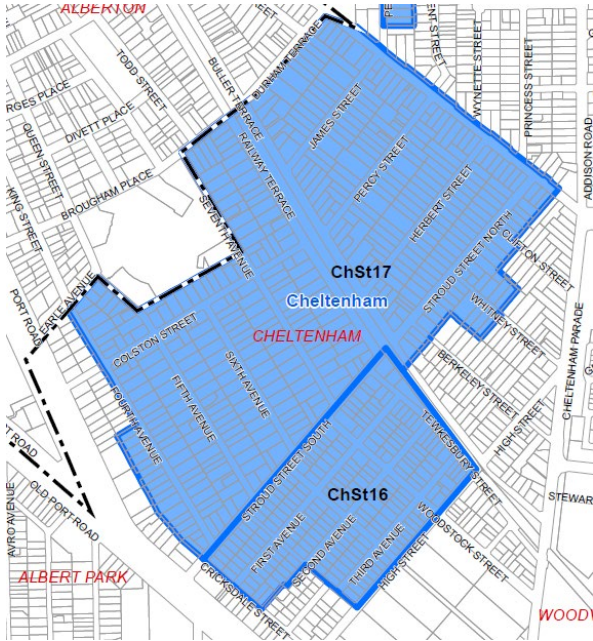 ALBERTON
TODD STREET
BULLER TERRACE
DURHAM TERRACE
WYNETTE STREET
PRINCESS STREET
ADDISON ROAD
DIVETT PLACE
QUEEN STREET
KING STREET
BROUGHAM PLACE
JAMES STREET
RAILWAY TERRACE
PERCY STREET
HERBERT STREET
SEVENTH AVENUE
STROUD STREET NORTH
CLIFTON STREET
PORT ROAD
EARLE AVENUE
ChSt17
Cheltenham
CHELTENHAM
WHITNEY STREET
COLSTON STREET
SIXTH AVENUE
FIFTH AVENUE
FOURTH AVENUE
BERKELEY STREET
CHELTENHAM PARADE
HIGH STREET
TEWKESBURY STREET
STROUD STREET SOUTH
ChSt16
OLD PORT ROAD
AVRO AVENUE
FIRST AVENUE
SECOND AVENUE
THIRD AVENUE
WOODSTOCK STREET
HIGH STREET
ALBERT PARK
CRICKSDALE STREET